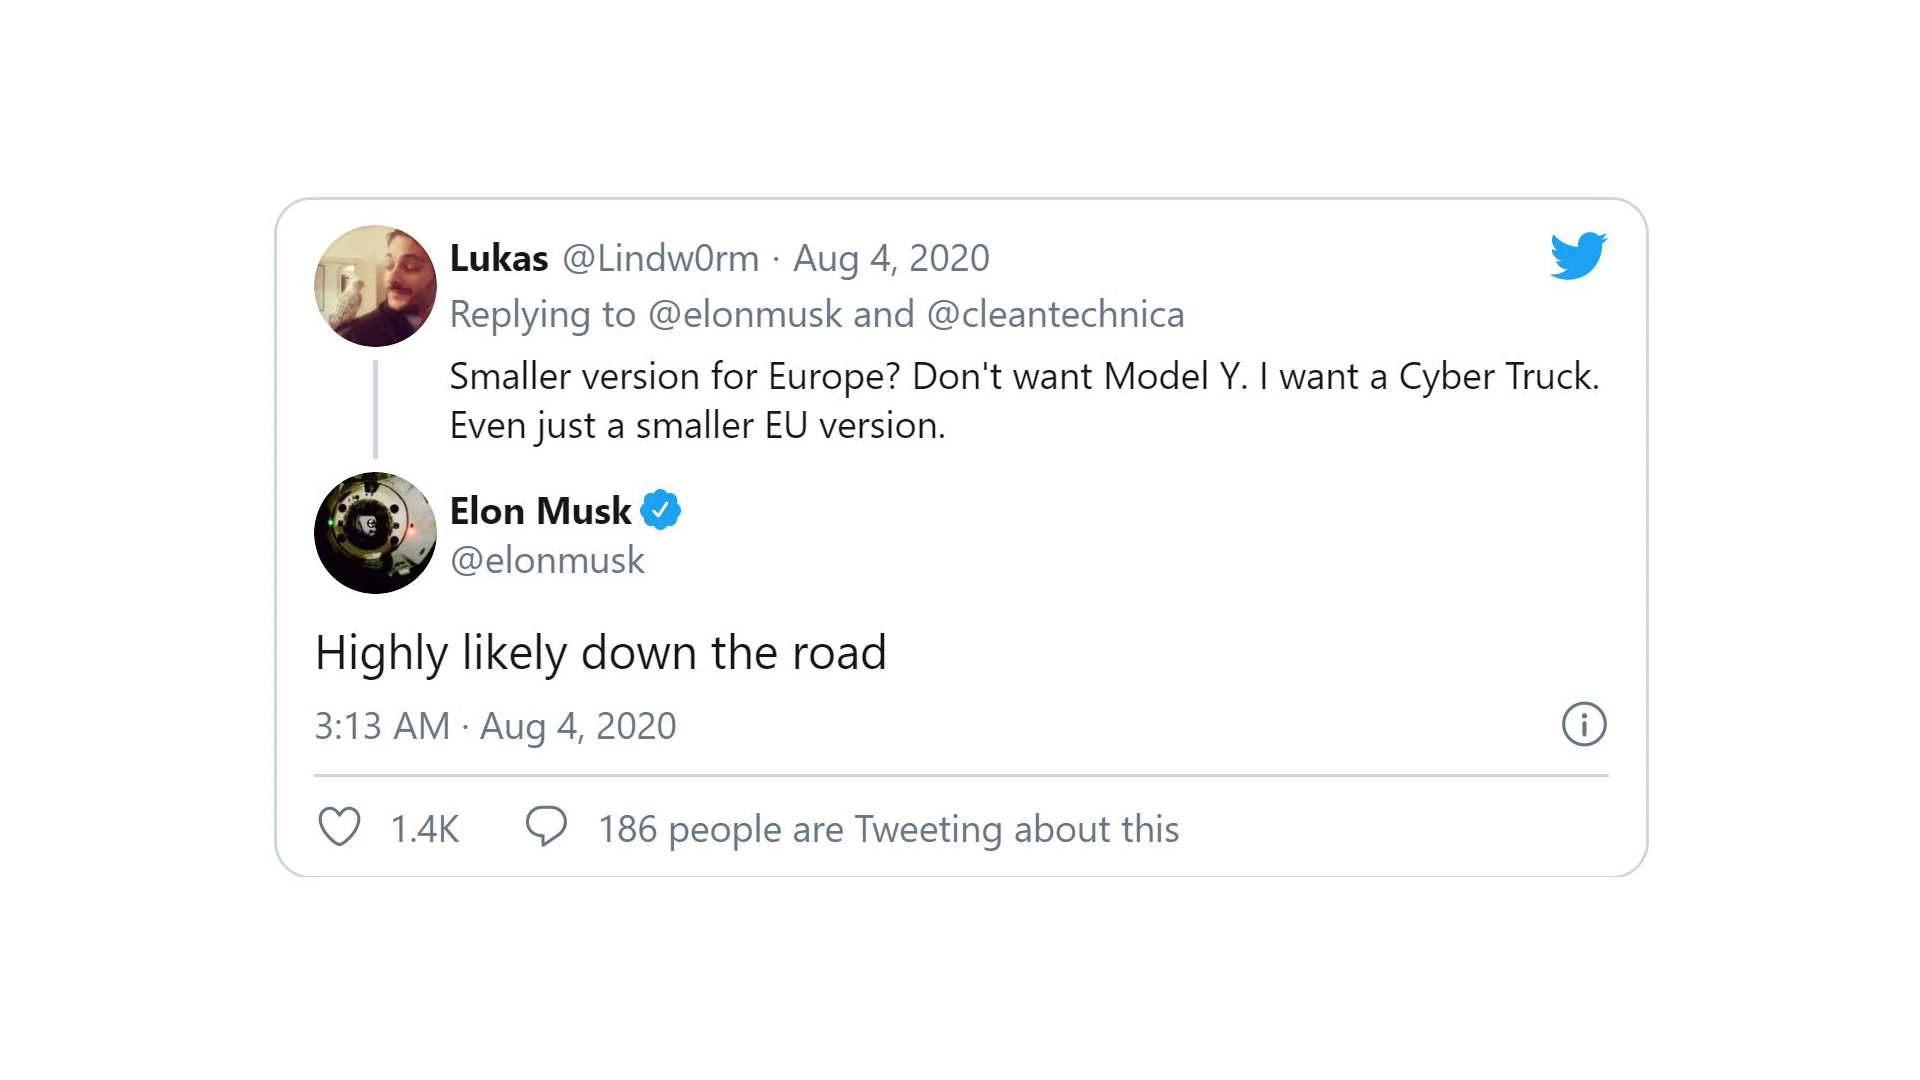 Lukas @Lindw0rm · Aug 4, 2020
Replying to @elonmusk and @cleantechnica
Smaller version for Europe? Don't want Model Y. I want a Cyber Truck.
Even just a smaller EU version.
Elon Musk
@elonmusk
Highly likely down the road
3:13 AM · Aug 4, 2020
1.4K 186 people are Tweeting about this